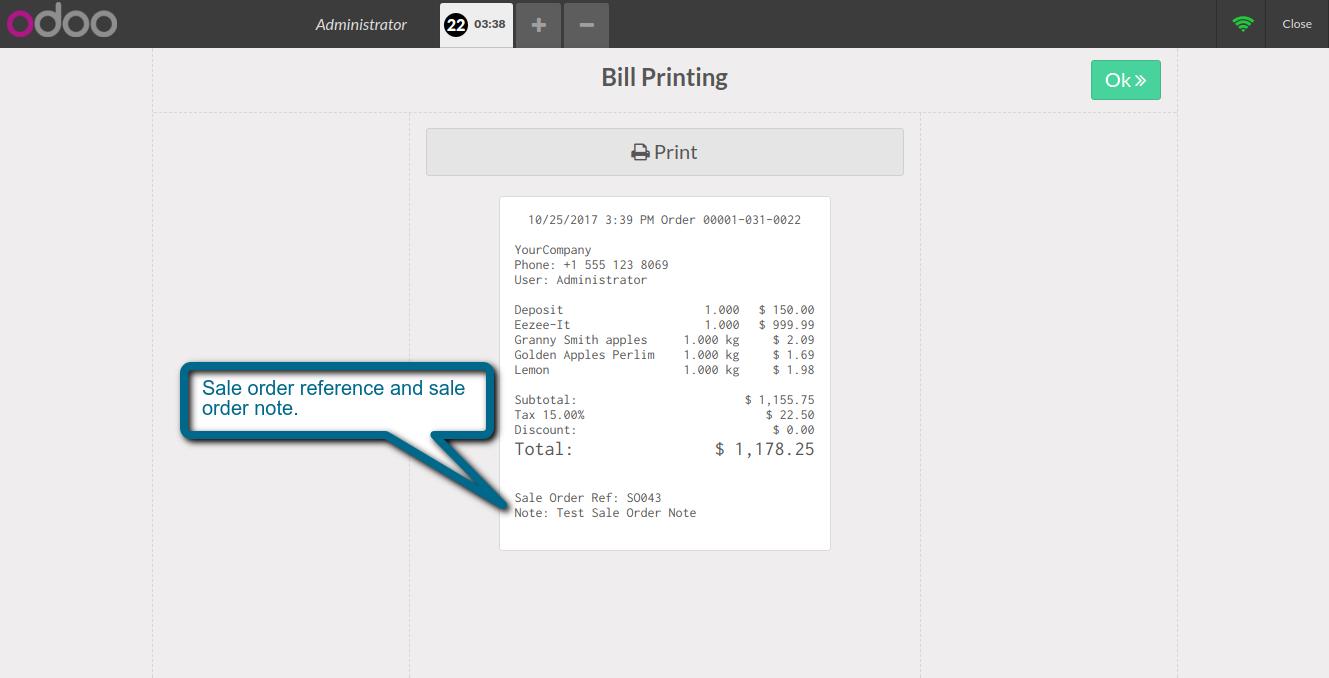 odoo
Administrator
22 03:38
+
−
Close
Bill Printing
Ok »
Print
10/25/2017 3:39 PM Order 00001-031-0022
YourCompany
Phone: +1 555 123 8069
User: Administrator
Deposit 1.000 $ 150.00
Eezee-It 1.000 $ 999.99
Granny Smith apples 1.000 kg $ 2.09
Golden Apples Perlim 1.000 kg $ 1.69
Lemon 1.000 kg $ 1.98
Subtotal: $ 1,155.75
Tax 15.00% $ 22.50
Discount: $ 0.00
Total: $ 1,178.25
Sale Order Ref: SO043
Note: Test Sale Order Note
Sale order reference and sale
order note.